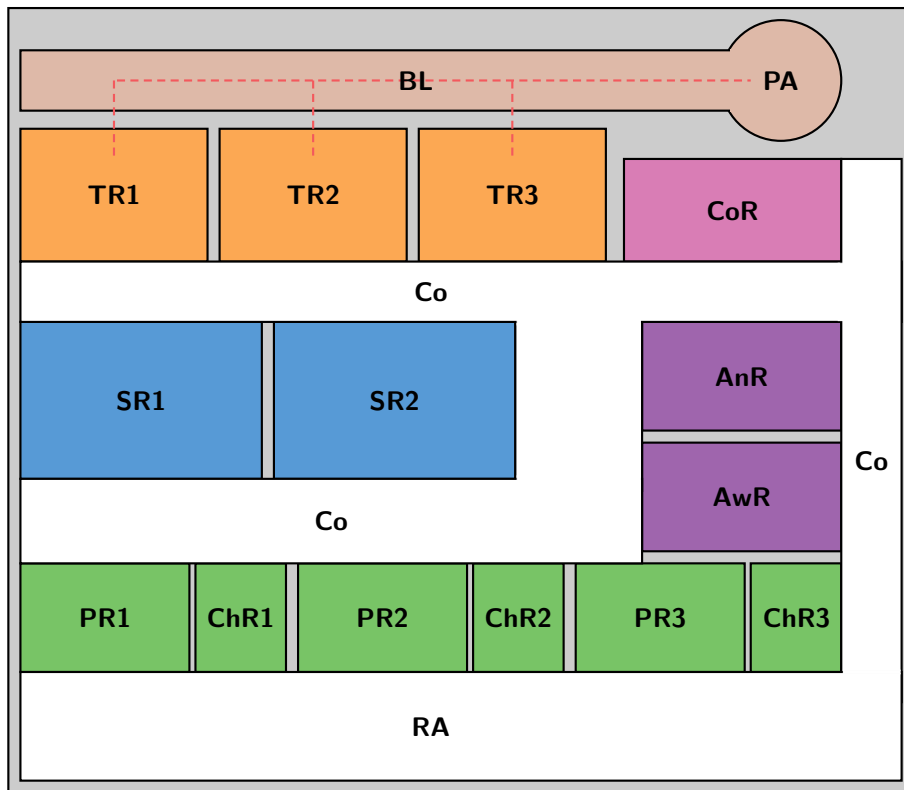 BL
PA
TR1
TR2
TR3
CoR
Co
SR1
SR2
AnR
AwR
Co
Co
PR1
ChR1
PR2
ChR2
PR3
ChR3
RA